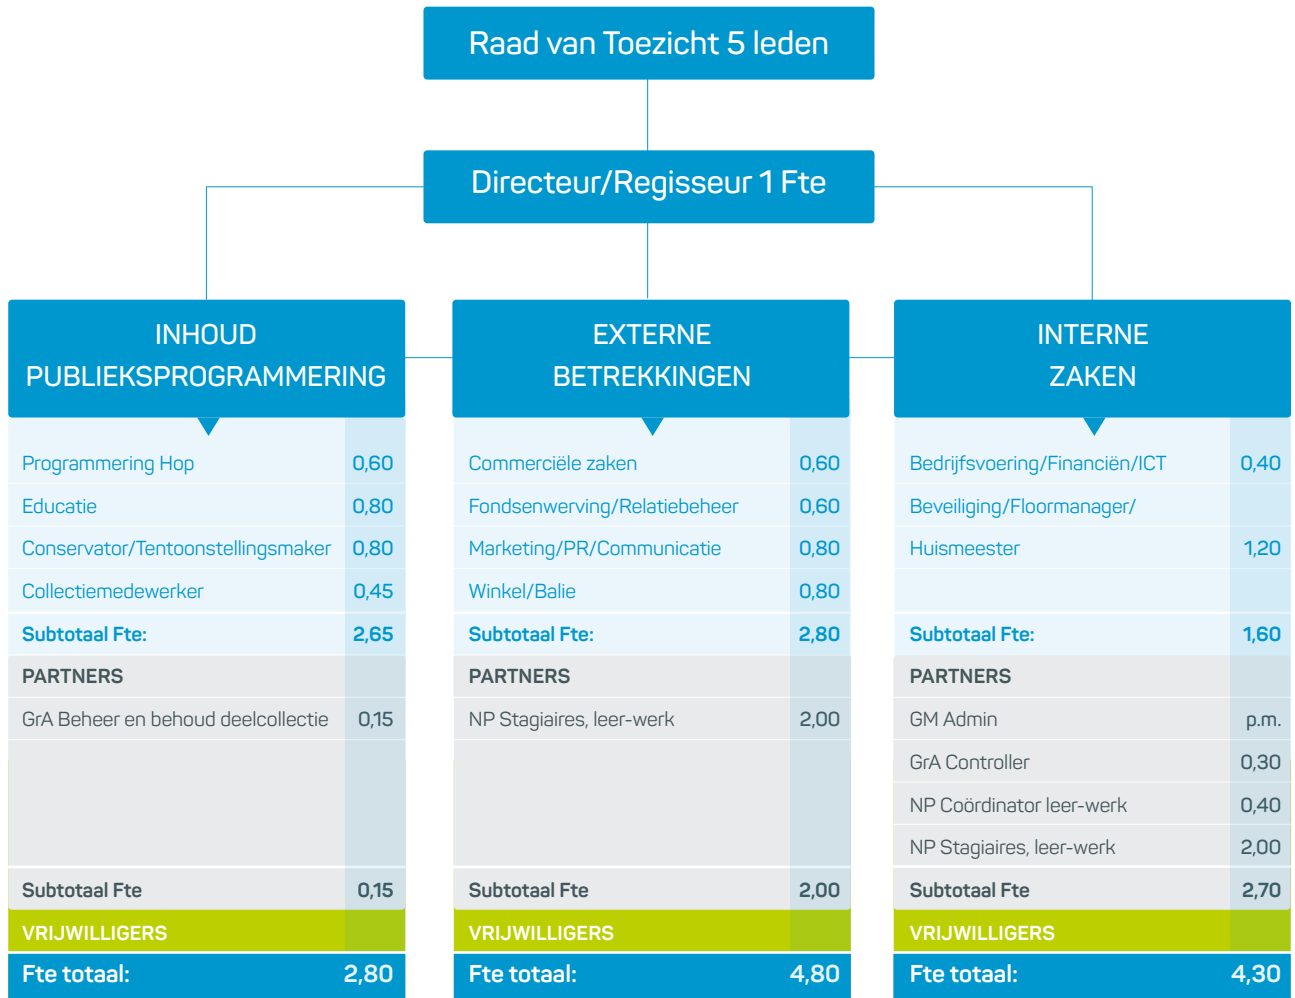 Raad van Toezicht 5 leden
Directeur/Regisseur 1 Fte
INHOUD
PUBLIEKSPROGRAMMERING
Programmering Hop 0,60
Educatie 0,80
Conservator/Tentoonstellingsmaker 0,80
Collectiemedewerker 0,45
Subtotaal Fte: 2,65
PARTNERS
GrA Beheer en behoud deelcollectie 0,15
Subtotaal Fte 0,15
VRIJWILLIGERS
Fte totaal: 2,80
EXTERNE
BETREKKINGEN
Commerciële zaken 0,60
Fondsenwerving/Relatiebeheer 0,60
Marketing/PR/Communicatie 0,80
Winkel/Balie 0,80
Subtotaal Fte: 2,80
PARTNERS
NP Stagiaires, leer-werk 2,00
Subtotaal Fte 2,00
VRIJWILLIGERS
Fte totaal: 4,80
INTERNE
ZAKEN
Bedrijfsvoering/Financiën/ICT 0,40
Beveiliging/Floormanager/
Huismeester 1,20
Subtotaal Fte: 1,60
PARTNERS
GM Admin p.m.
GrA Controller 0,30
NP Coördinator leer-werk 0,40
NP Stagiaires, leer-werk 2,00
Subtotaal Fte 2,70
VRIJWILLIGERS
Fte totaal: 4,30